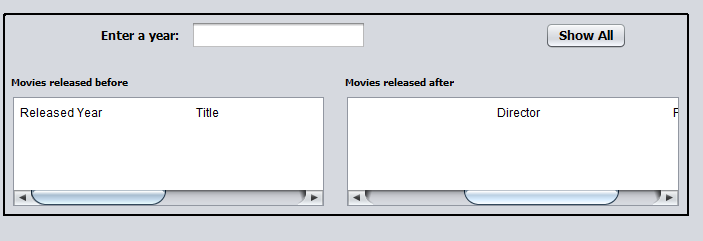 Enter a year: Show All
Movies released before Movies released after
Released Year Title Director